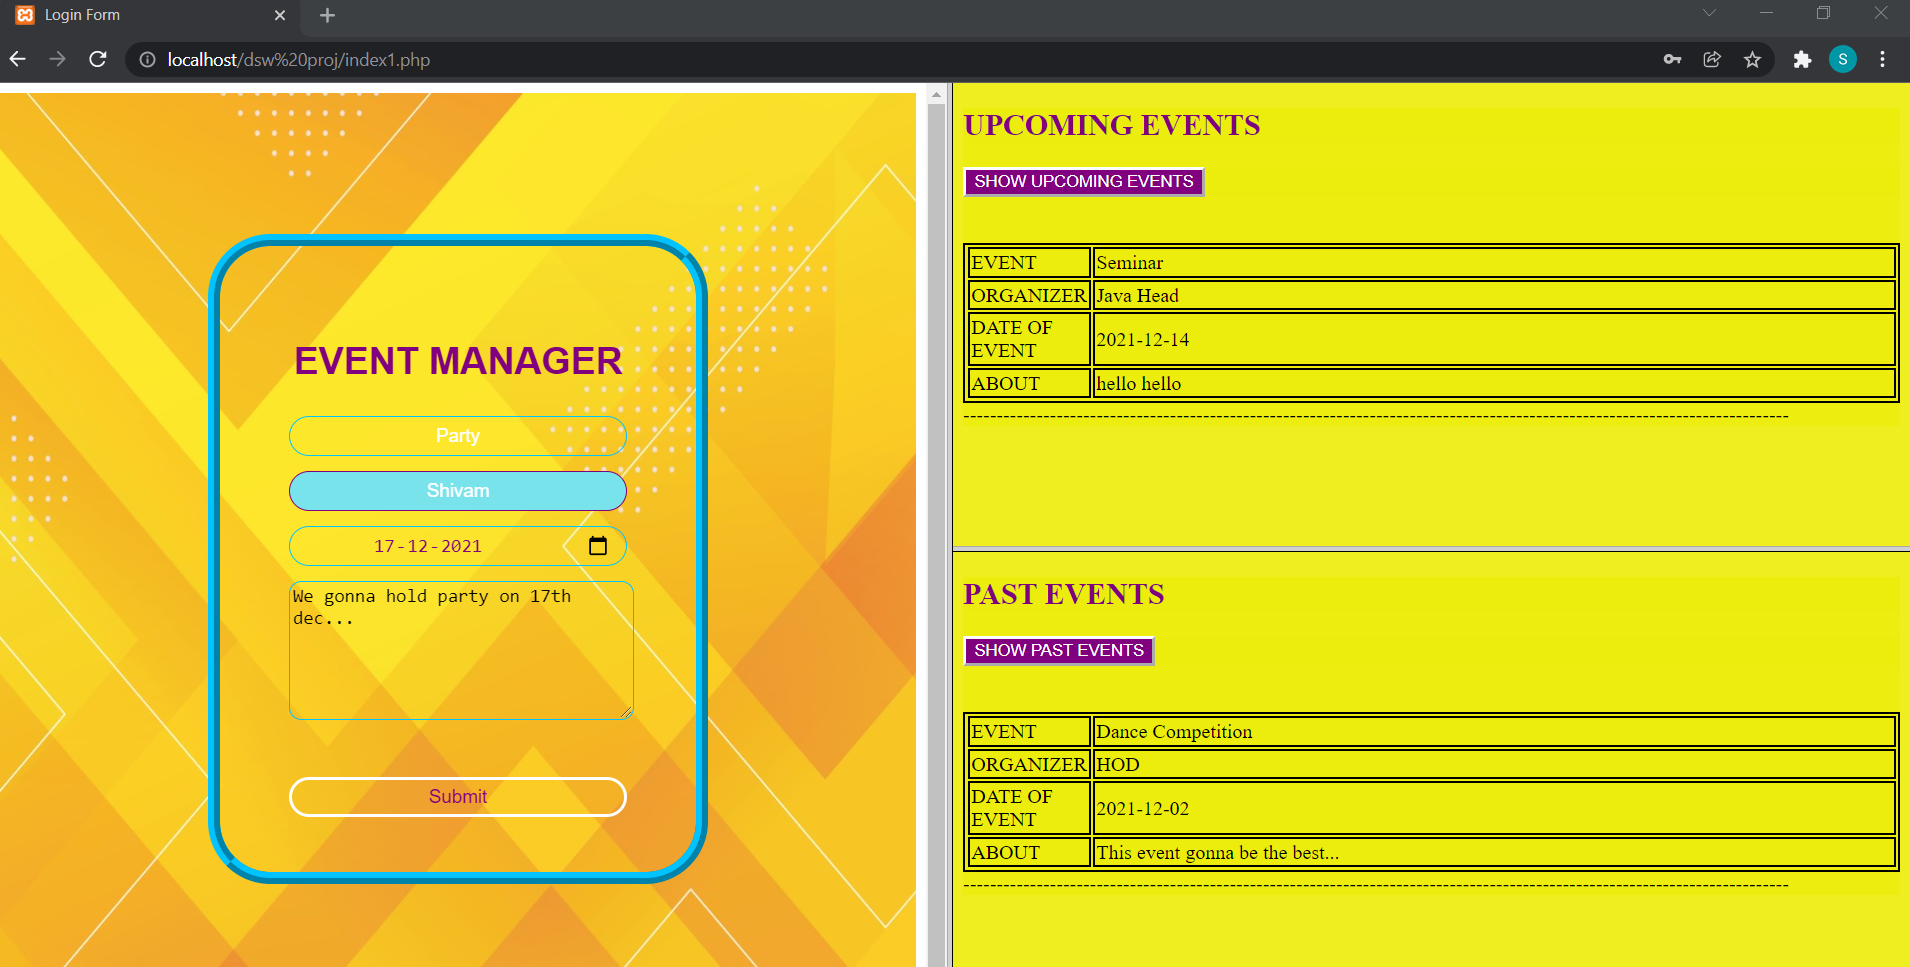 Login Form
localhost/dsw%20proj/index1.php
S
EVENT MANAGER
Party
Shivam
17-12-2021
We gonna hold party on 17th
dec...
Submit
UPCOMING EVENTS
SHOW UPCOMING EVENTS
EVENT Seminar
ORGANIZER Java Head
DATE OF
EVENT 2021-12-14
ABOUT hello hello
PAST EVENTS
SHOW PAST EVENTS
EVENT Dance Competition
ORGANIZER HOD
DATE OF
EVENT 2021-12-02
ABOUT This event gonna be the best...